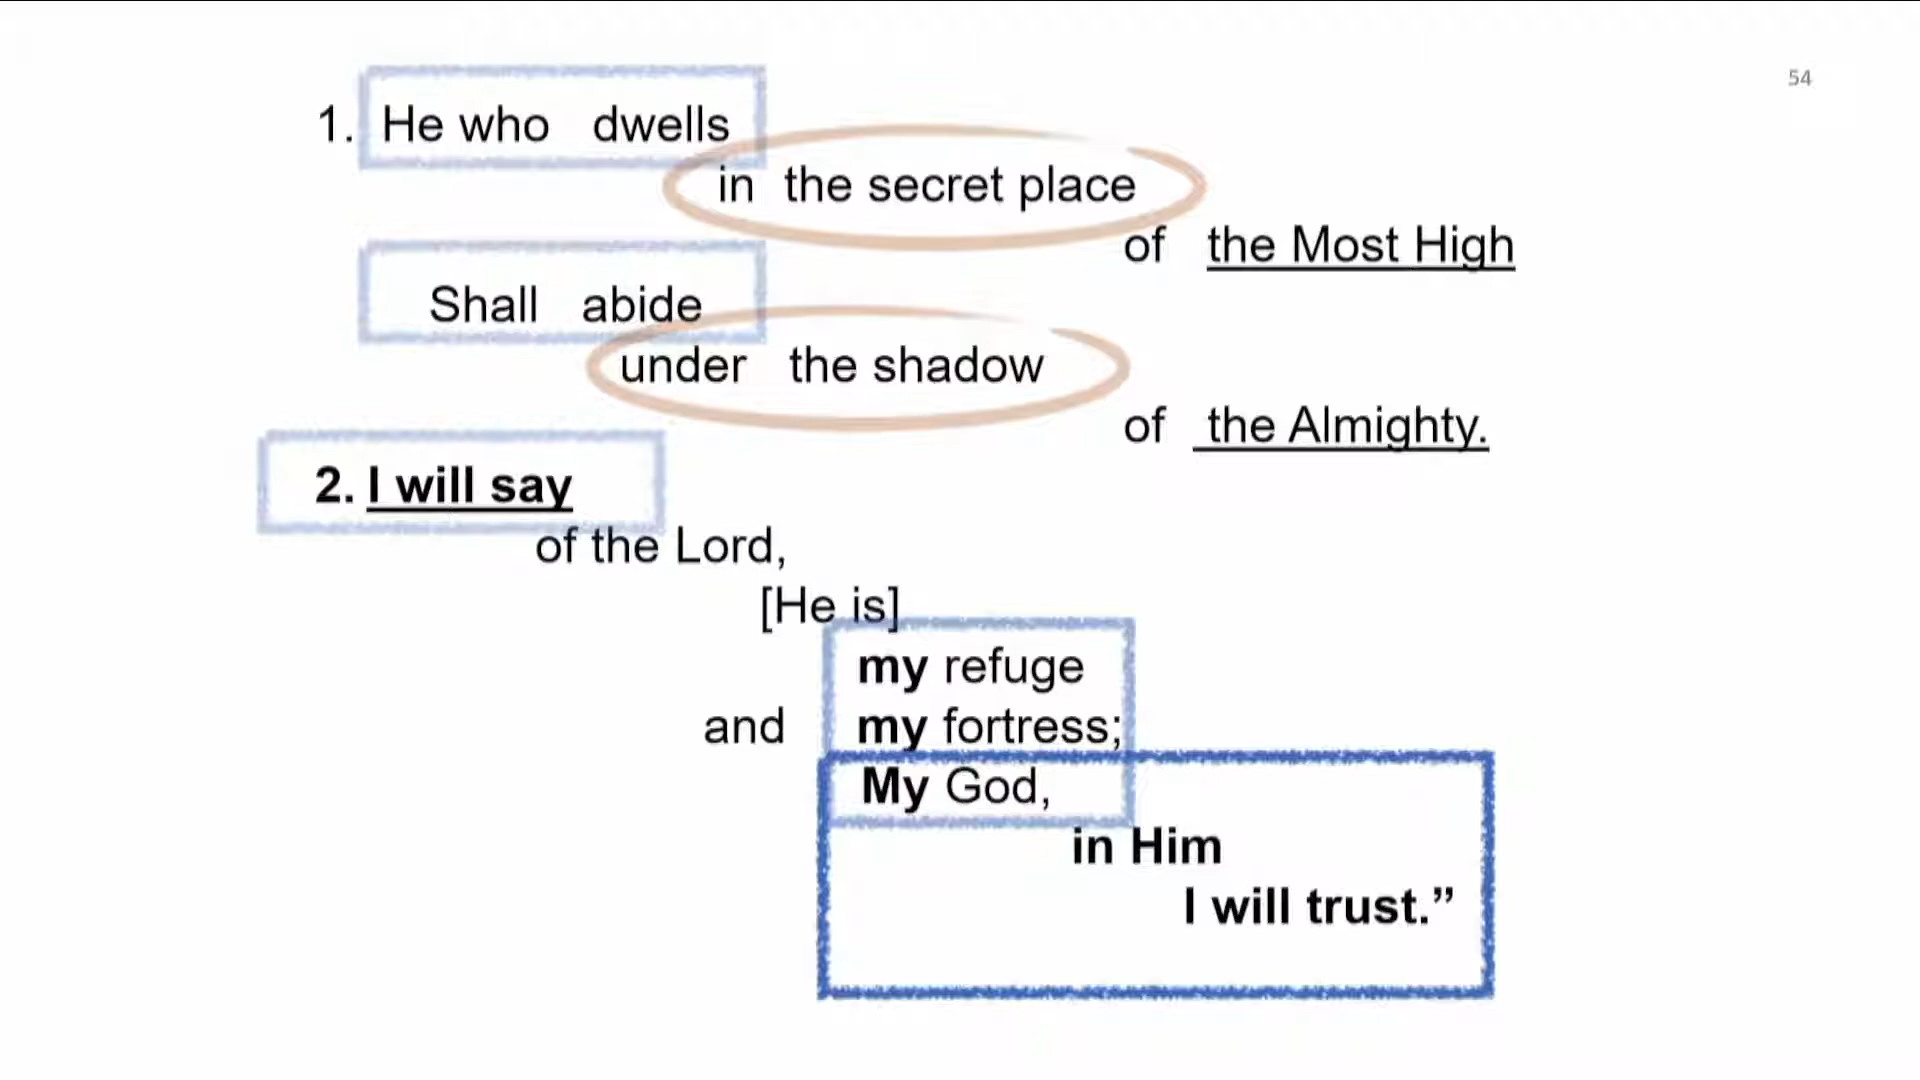 54
1. He who dwells
in the secret place
of the Most High
Shall abide
under the shadow
of the Almighty.
2. I will say
of the Lord,
[He is]
my refuge
and my fortress;
My God,
in Him
I will trust.”